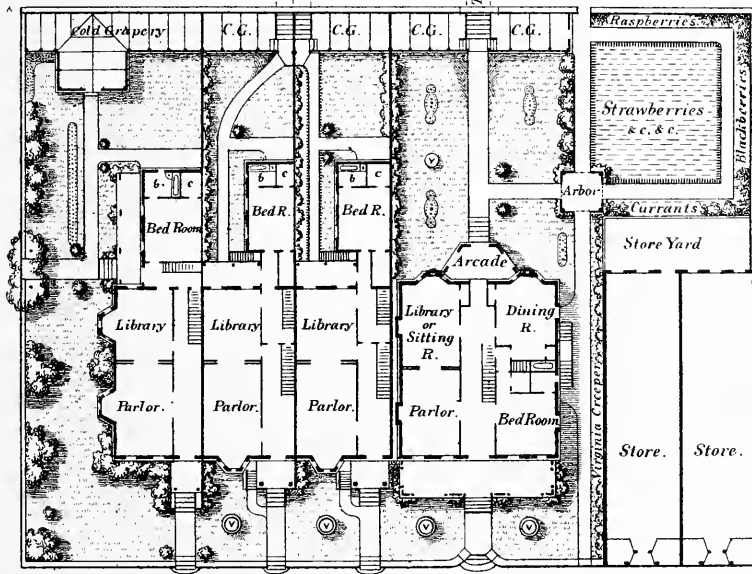 A
Cold Grapery
C.G.
C.G.
C.G.
C.G.
Raspberries
Strawberries
& c, & c.
Blackberries
b.
c
b
c
b
c
Bed Room
Bed R.
Bed R.
Arbor
Currants
Arcade
Store Yard
Library
Library
Library
Library
or
Sitting
R.
Dining
R.
Parlor.
Parlor.
Parlor.
Parlor.
Bed Room
Virginia Creepers
Store.
Store.
V
V
V
V
V